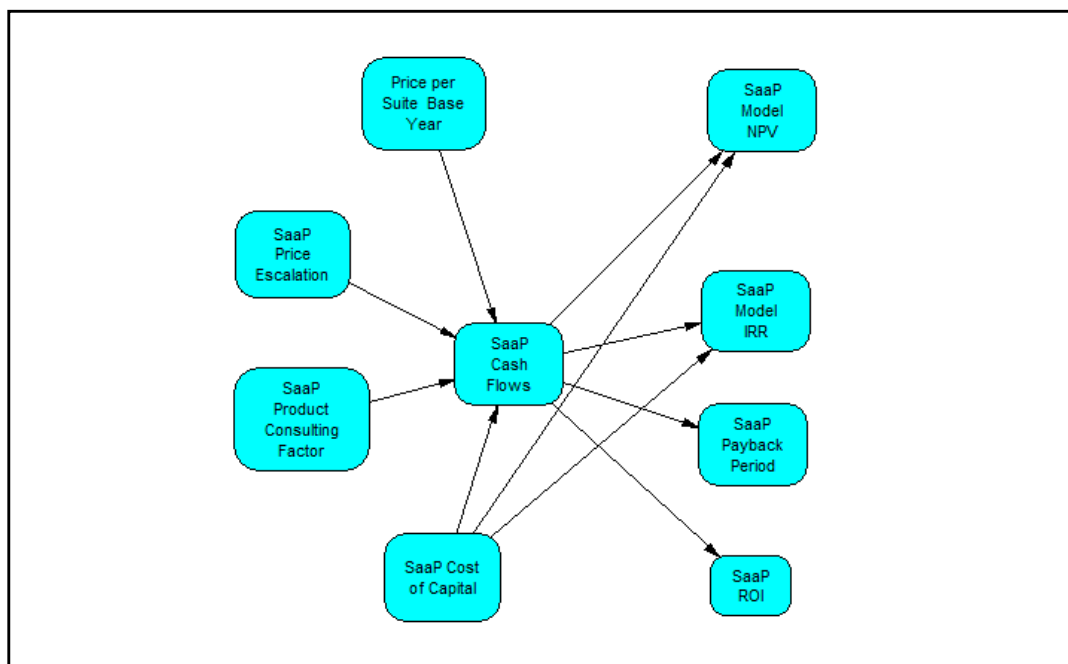 Price per
Suite Base
Year
SaaP
Model
NPV
SaaP
Price
Escalation
SaaP
Model
IRR
SaaP
Cash
Flows
SaaP
Product
Consulting
Factor
SaaP
Payback
Period
SaaP Cost
of Capital
SaaP
ROI